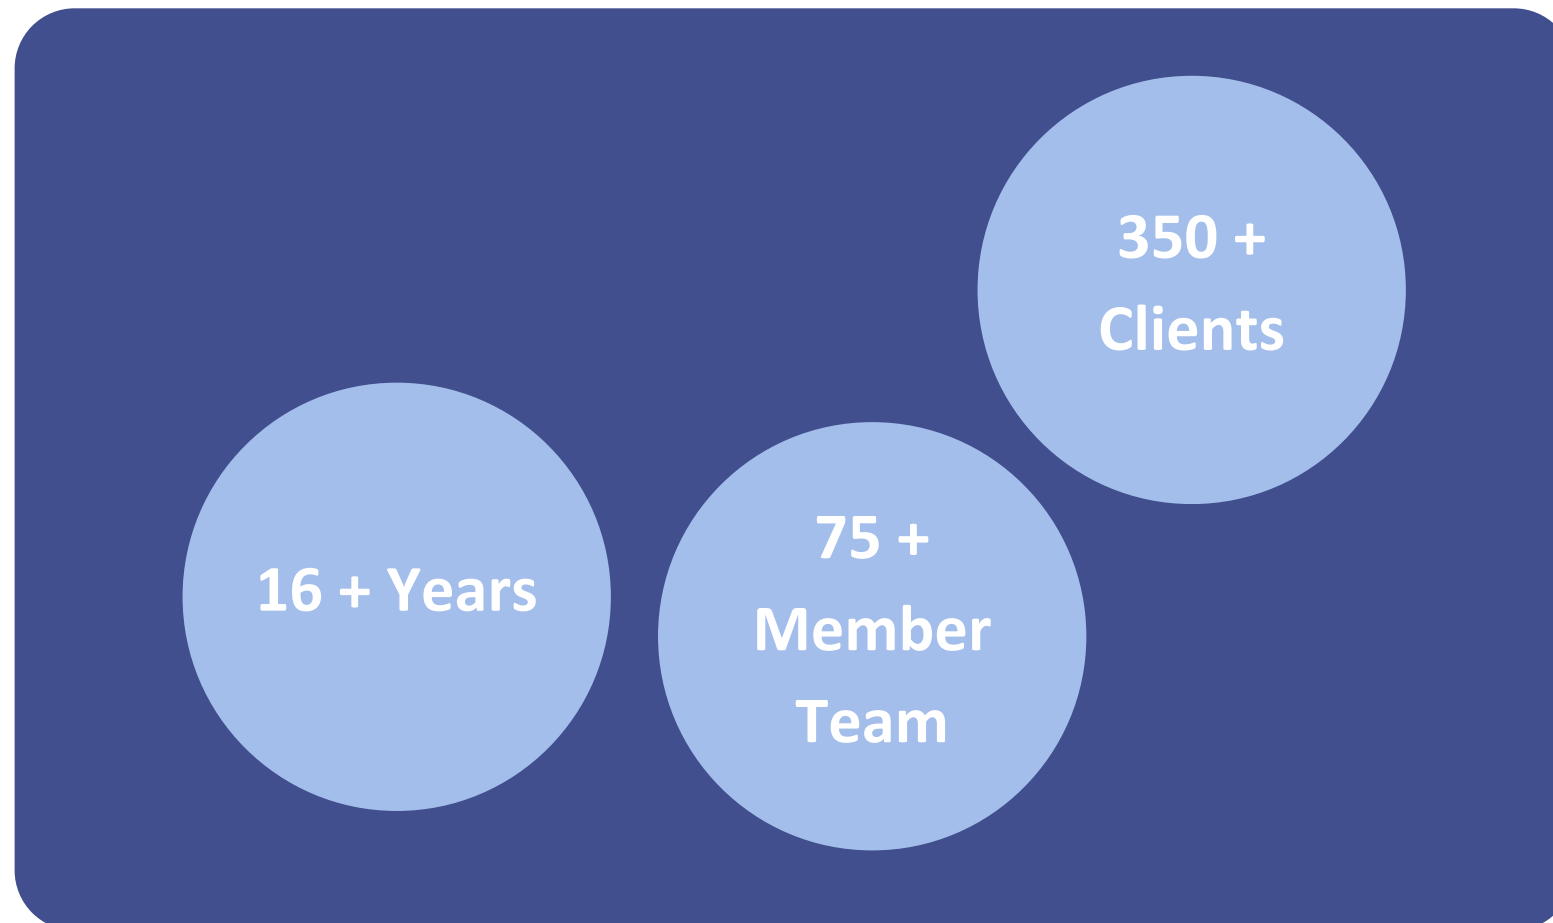 16 + Years
75 +
Member
Team
350 +
Clients